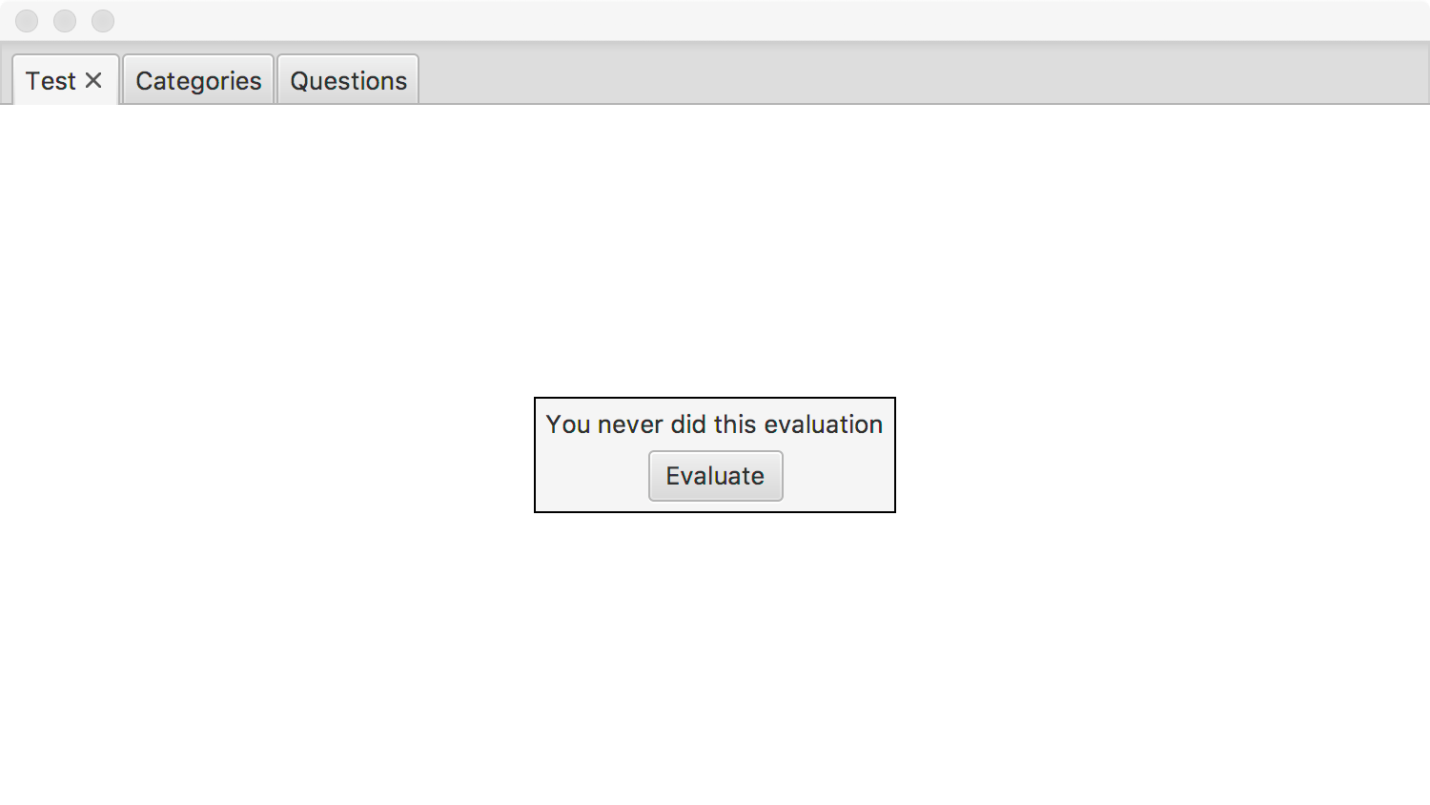 Test Categories Questions
You never did this evaluation
Evaluate